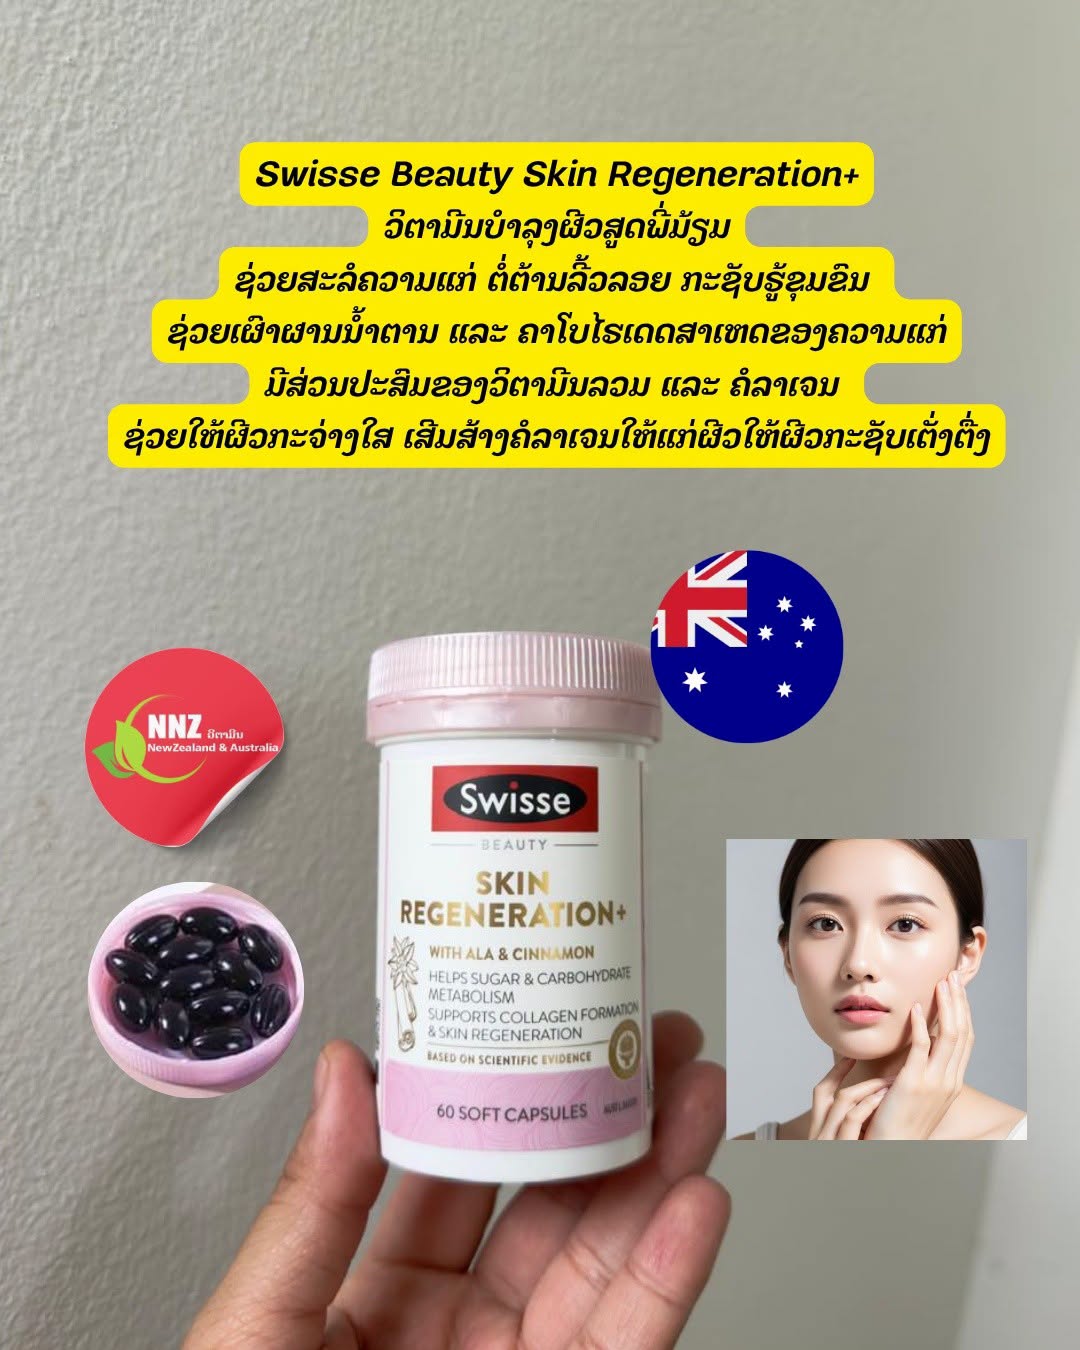 Swisse Beauty Skin Regeneration+
ວິຕາມີນບຳລຸງຜີວສູດພີ່ມ້ຽມ
ຊ່ວຍສະລໍຄວາມແກ່ ຕໍ່ຕ້ານລີ້ວລອຍ ກະຊັບຮູ້ຂຸມຂົນ
ຊ່ວຍເຜົາຜານນ້ຳຕານ ແລະ ຄາໂບໄຮເດດສາເຫດຂອງຄວາມແກ່
ມີສ່ວນປະສົມຂອງວິຕາມີນລວມ ແລະ ຄໍລາເຈນ
ຊ່ວຍໃຫ້ຜີວກະຈ່າງໃສ ເສີມສ້າງຄໍລາເຈນໃຫ້ແກ່ຜີວໃຫ້ຜີວກະຊັບເຕັ່ງຕື່ງ
NNZ ວິຕາມິນ
NewZealand & Australia
Swisse
BEAUTY
SKIN
REGENERATION+
WITH ALA & CINNAMON
HELPS SUGAR & CARBOHYDRATE
METABOLISM
SUPPORTS COLLAGEN FORMATION
& SKIN REGENERATION
BASED ON SCIENTIFIC EVIDENCE
60 SOFT CAPSULES